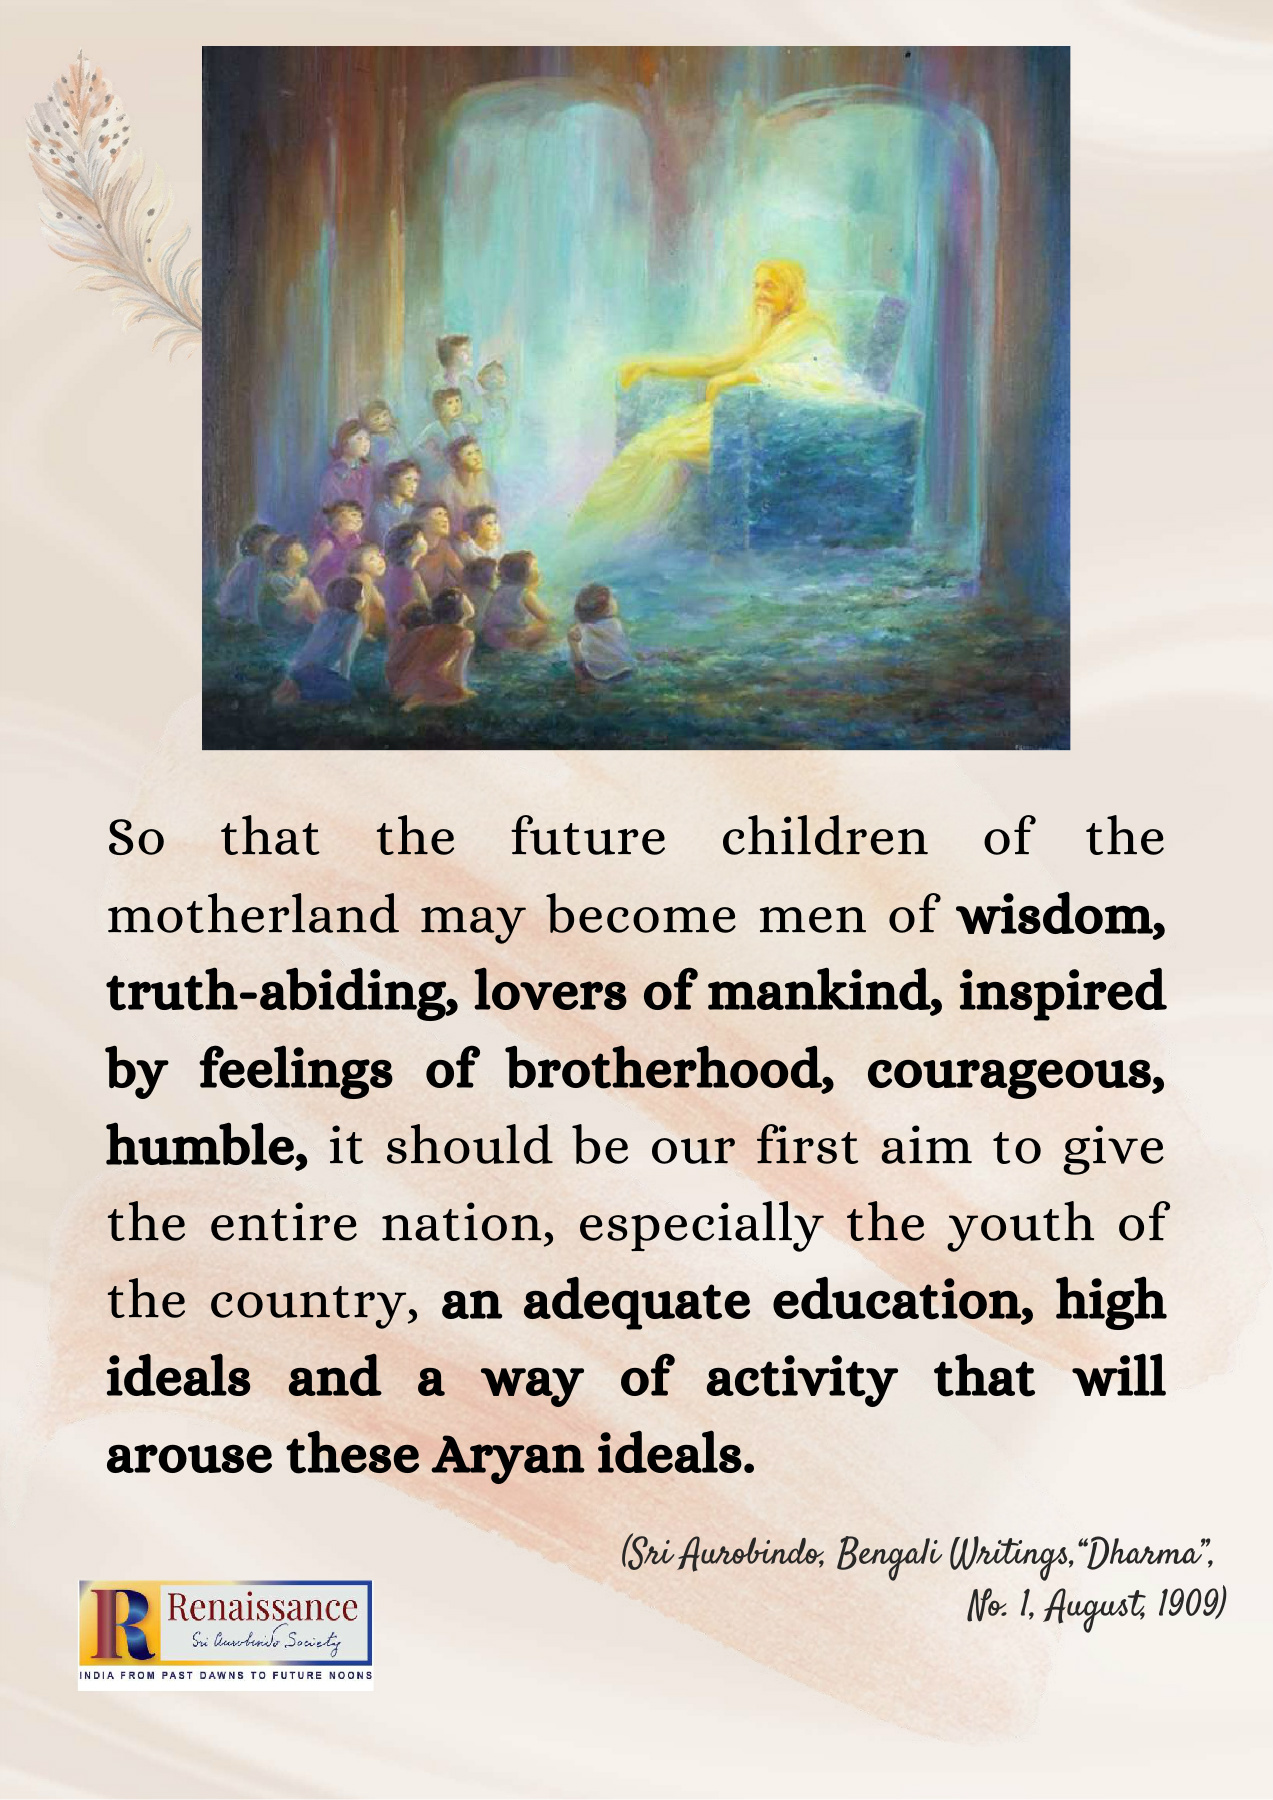 So that the future children of the
motherland may become men of wisdom,
truth-abiding, lovers of mankind, inspired
by feelings of brotherhood, courageous,
humble, it should be our first aim to give
the entire nation, especially the youth of
the country, an adequate education, high
ideals and a way of activity that will
arouse these Aryan ideals.
(Sri Aurobindo, Bengali Writings,“Dharma”,
No. 1, August, 1909)
R Renaissance
Sri Aurobindo Society
INDIA FROM PAST DAWNS TO FUTURE NOONS